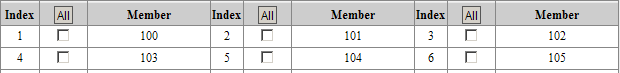 Index All Member Index All Member Index All Member
1 100 2 101 3 102
4 103 5 104 6 105